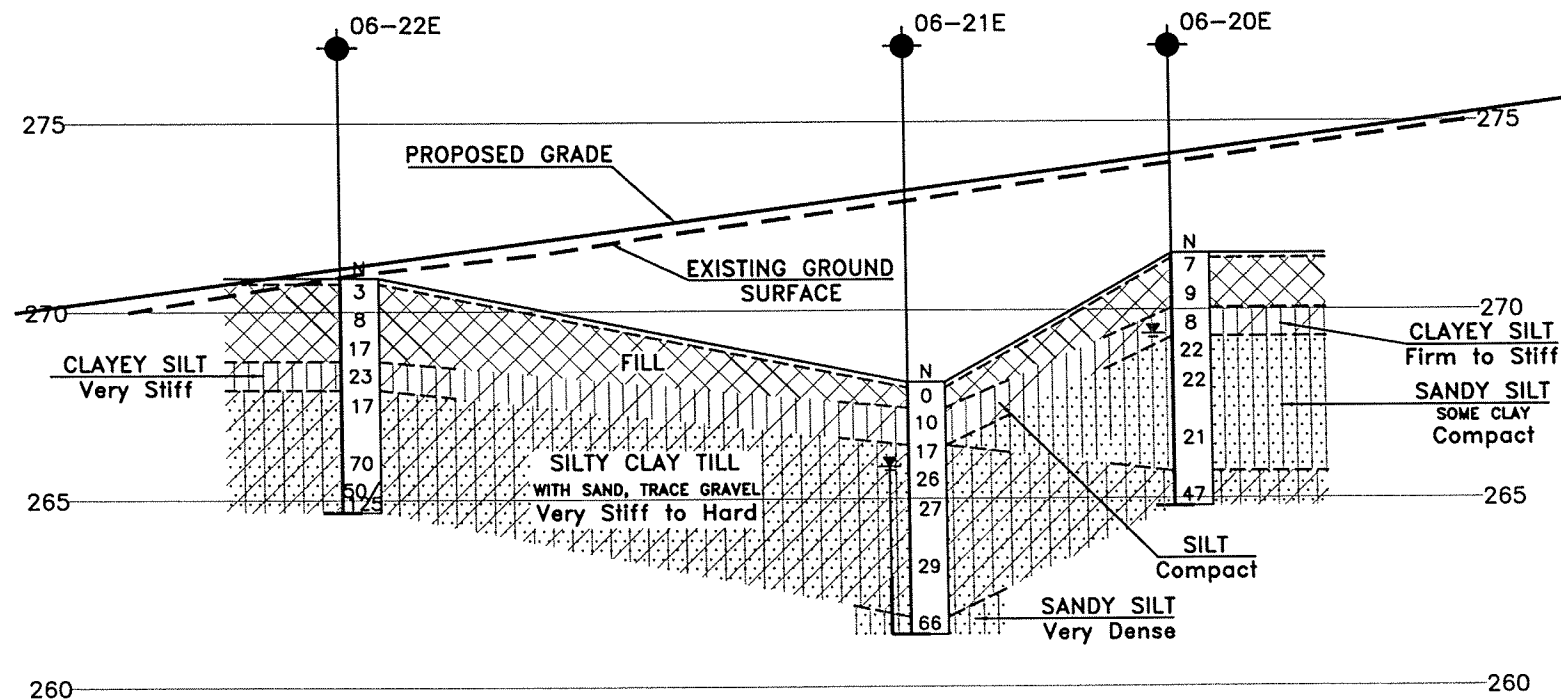 06-22E
06-21E
06-20E
275
275
PROPOSED GRADE
EXISTING GROUND
SURFACE
N
3
8
17
23
17
70
50/
125
N
0
10
17
26
27
29
66
N
7
9
8
22
22
21
47
270
270
CLAYEY SILT
Very Stiff
FILL
CLAYEY SILT
Firm to Stiff
SANDY SILT
SOME CLAY
Compact
SILTY CLAY TILL
WITH SAND, TRACE GRAVEL
Very Stiff to Hard
265
265
SILT
Compact
SANDY SILT
Very Dense
260
260